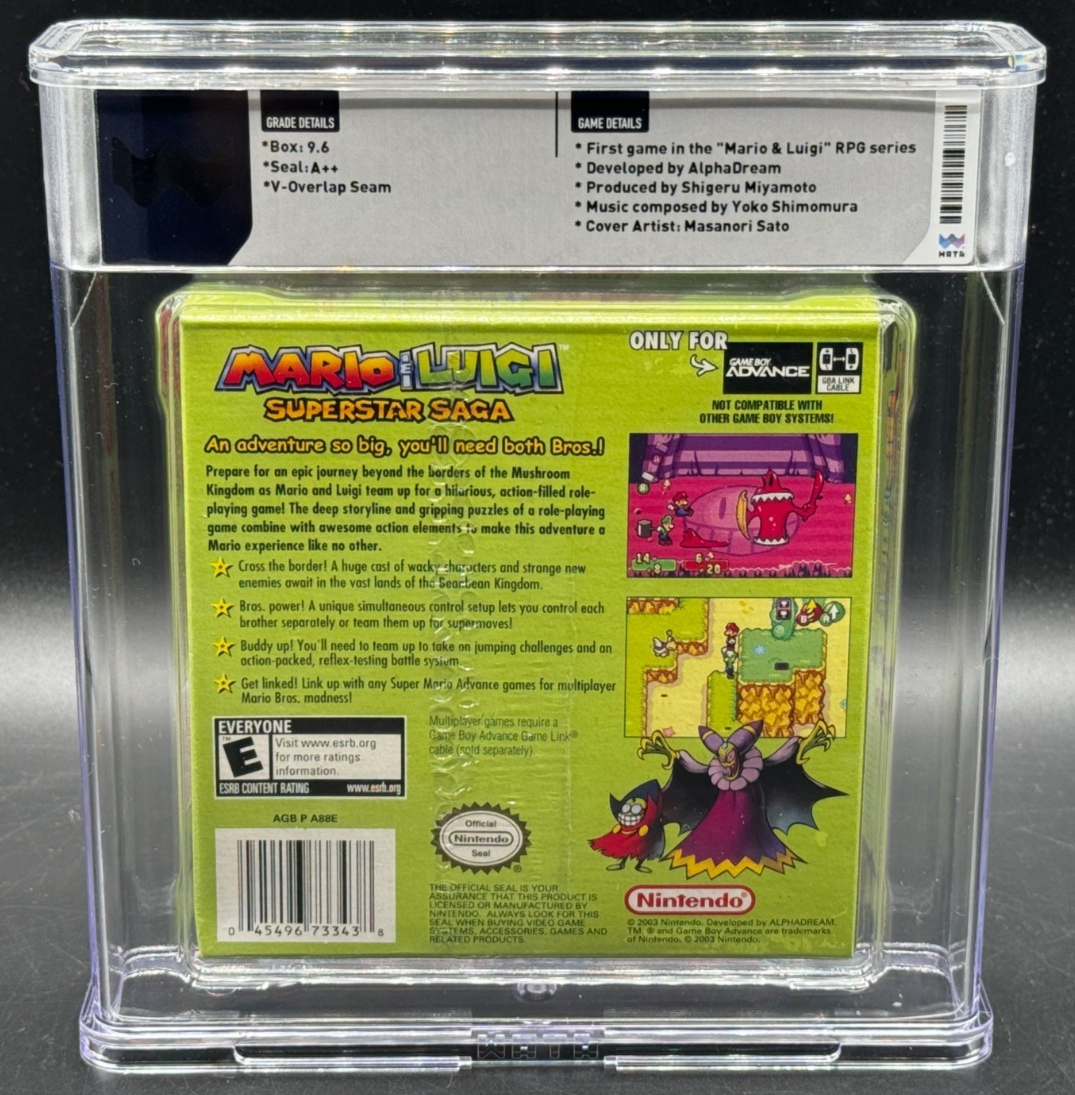 GRADE DETAILS
*Box: 9.6
*Seal: A++
*V-Overlap Seam
GAME DETAILS
* First game in the "Mario & Luigi" RPG series
* Developed by AlphaDream
* Produced by Shigeru Miyamoto
* Music composed by Yoko Shimomura
* Cover Artist: Masanori Sato
WATA
MARIO & LUIGI™
SUPERSTAR SAGA
ONLY FOR
GAME BOY
ADVANCE
GBA LINK
CABLE
NOT COMPATIBLE WITH
OTHER GAME BOY SYSTEMS!
An adventure so big, you'll need both Bros.!
Prepare for an epic journey beyond the borders of the Mushroom
Kingdom as Mario and Luigi team up for a hilarious, action-filled role-
playing game! The deep storyline and gripping puzzles of a role-playing
game combine with awesome action elements to make this adventure a
Mario experience like no other.
Cross the border! A huge cast of wacky characters and strange new
enemies await in the vast lands of the Beanbean Kingdom.
Bros. power! A unique simultaneous control setup lets you control each
brother separately or team them up for supermoves!
Buddy up! You'll need to team up to take on jumping challenges and an
action-packed, reflex-testing battle system.
Get linked! Link up with any Super Mario Advance games for multiplayer
Mario Bros. madness!
EVERYONE
E™
Visit www.esrb.org
for more ratings
information.
ESRB CONTENT RATING www.esrb.org
Multiplayer games require a
Game Boy Advance Game Link®
cable (sold separately).
AGB P A88E
0 45496 73343 8
Official
Nintendo
Seal
®
THE OFFICIAL SEAL IS YOUR
ASSURANCE THAT THIS PRODUCT IS
LICENSED OR MANUFACTURED BY
NINTENDO. ALWAYS LOOK FOR THIS
SEAL WHEN BUYING VIDEO GAME
SYSTEMS, ACCESSORIES, GAMES AND
RELATED PRODUCTS.
Nintendo®
© 2003 Nintendo. Developed by ALPHADREAM.
TM, ® and Game Boy Advance are trademarks
of Nintendo. © 2003 Nintendo.
WATA